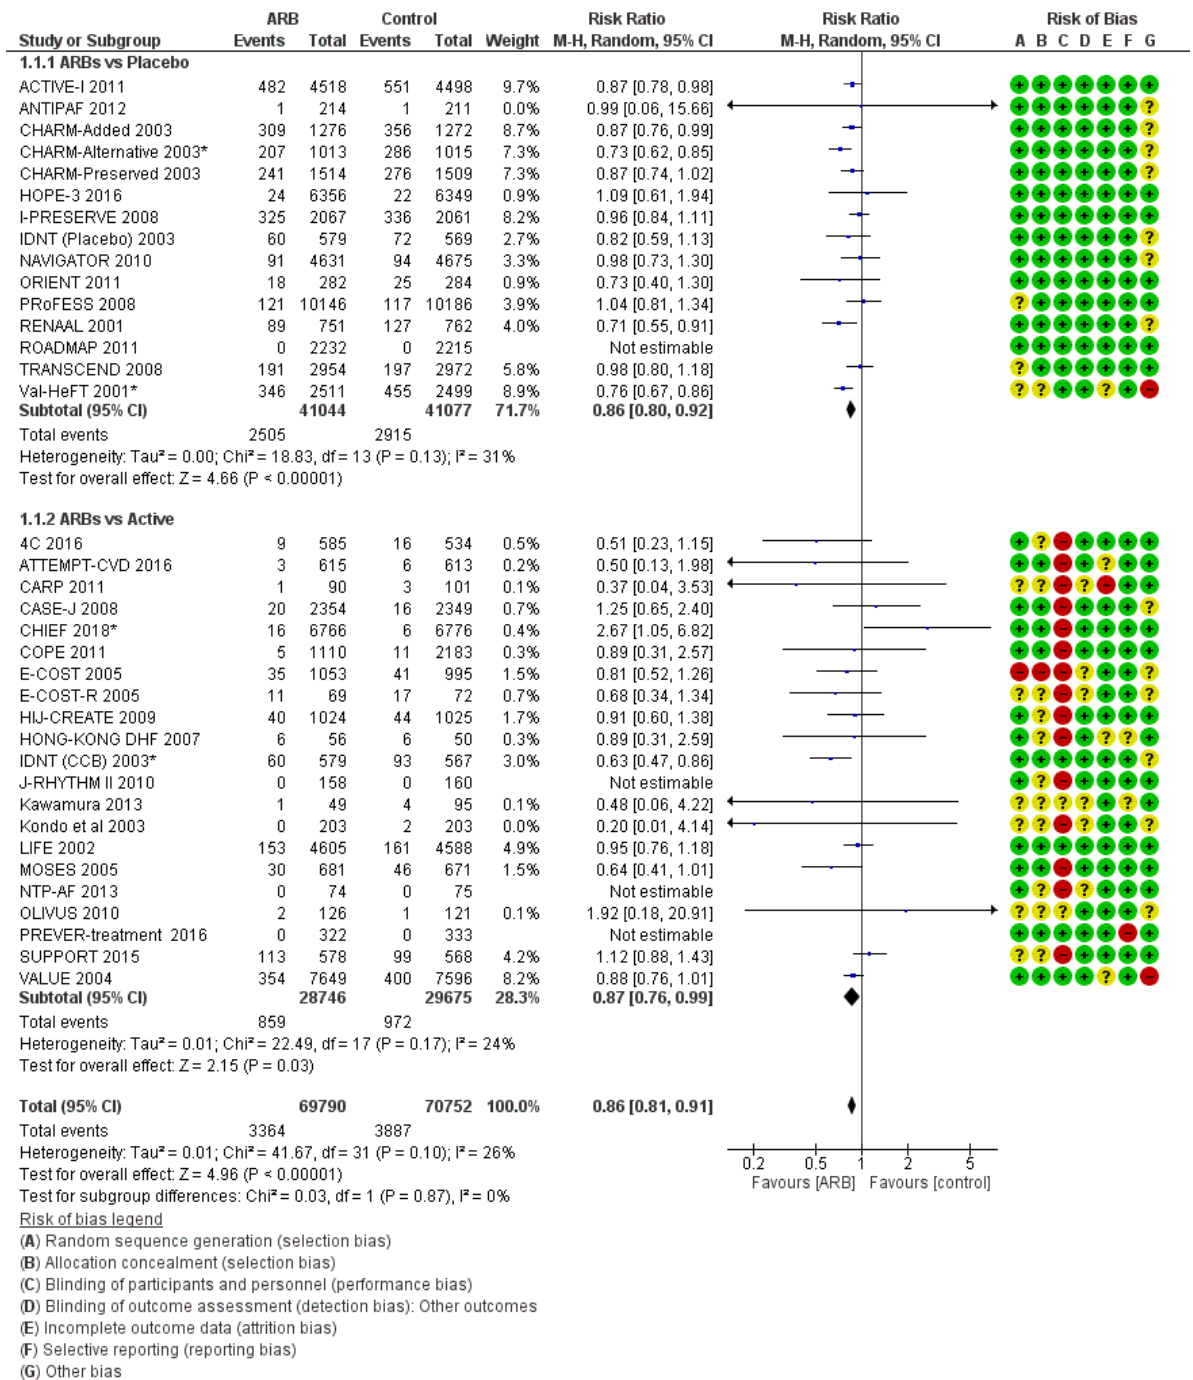 ARB Control Risk Ratio Risk Ratio Risk of Bias
Study or Subgroup Events Total Events Total Weight M-H, Random, 95% CI M-H, Random, 95% CI A B C D E F G
1.1.1 ARBs vs Placebo
ACTIVE-I 2011 482 4518 551 4498 9.7% 0.87 [0.78, 0.98] + + + + + + +
ANTIPAF 2012 1 214 1 211 0.0% 0.99 [0.06, 15.66] + + + + + + ?
CHARM-Added 2003 309 1276 356 1272 8.7% 0.87 [0.76, 0.99] + + + + + + ?
CHARM-Alternative 2003* 207 1013 286 1015 7.3% 0.73 [0.62, 0.85] + + + + + + ?
CHARM-Preserved 2003 241 1514 276 1509 7.3% 0.87 [0.74, 1.02] + + + + + + ?
HOPE-3 2016 24 6356 22 6349 0.9% 1.09 [0.61, 1.94] + + + + + + +
I-PRESERVE 2008 325 2067 336 2061 8.2% 0.96 [0.84, 1.11] + + + + + + +
IDNT (Placebo) 2003 60 579 72 569 2.7% 0.82 [0.59, 1.13] + + + + + + ?
NAVIGATOR 2010 91 4631 94 4675 3.3% 0.98 [0.73, 1.30] + + + + + + ?
ORIENT 2011 18 282 25 284 0.9% 0.73 [0.40, 1.30] + + + + + + +
PRoFESS 2008 121 10146 117 10186 3.9% 1.04 [0.81, 1.34] ? + + + + + +
RENAAL 2001 89 751 127 762 4.0% 0.71 [0.55, 0.91] + + + + + + ?
ROADMAP 2011 0 2232 0 2215 Not estimable + + + + + + +
TRANSCEND 2008 191 2954 197 2972 5.8% 0.98 [0.80, 1.18] ? + + + + + +
Val-HeFT 2001* 346 2511 455 2499 8.9% 0.76 [0.67, 0.86] ? ? + + ? + -
Subtotal (95% CI) 41044 41077 71.7% 0.86 [0.80, 0.92]
Total events 2505 2915
Heterogeneity: Tau² = 0.00; Chi² = 18.83, df = 13 (P = 0.13); I² = 31%
Test for overall effect: Z = 4.66 (P < 0.00001)
1.1.2 ARBs vs Active
4C 2016 9 585 16 534 0.5% 0.51 [0.23, 1.15] + ? - + + + +
ATTEMPT-CVD 2016 3 615 6 613 0.2% 0.50 [0.13, 1.98] + + - + ? + +
CARP 2011 1 90 3 101 0.1% 0.37 [0.04, 3.53] ? ? - ? - + +
CASE-J 2008 20 2354 16 2349 0.7% 1.25 [0.65, 2.40] + + - + + + ?
CHIEF 2018* 16 6766 6 6776 0.4% 2.67 [1.05, 6.82] + + - + + + +
COPE 2011 5 1110 11 2183 0.3% 0.89 [0.31, 2.57] + + - + + + +
E-COST 2005 35 1053 41 995 1.5% 0.81 [0.52, 1.26] - - - ? + + ?
E-COST-R 2005 11 69 17 72 0.7% 0.68 [0.34, 1.34] ? ? - ? + + ?
HIJ-CREATE 2009 40 1024 44 1025 1.7% 0.91 [0.60, 1.38] + ? - + + + +
HONG-KONG DHF 2007 6 56 6 50 0.3% 0.89 [0.31, 2.59] + ? - + ? ? +
IDNT (CCB) 2003* 60 579 93 567 3.0% 0.63 [0.47, 0.86] + + + + + + ?
J-RHYTHM II 2010 0 158 0 160 Not estimable + ? - + + + +
Kawamura 2013 1 49 4 95 0.1% 0.48 [0.06, 4.22] ? ? ? ? + ? +
Kondo et al 2003 0 203 2 203 0.0% 0.20 [0.01, 4.14] ? ? - ? + + ?
LIFE 2002 153 4605 161 4588 4.9% 0.95 [0.76, 1.18] + + + + + + +
MOSES 2005 30 681 46 671 1.5% 0.64 [0.41, 1.01] + + - + + + +
NTP-AF 2013 0 74 0 75 Not estimable + ? - ? + + +
OLIVUS 2010 2 126 1 121 0.1% 1.92 [0.18, 20.91] ? ? ? + + + ?
PREVER-treatment 2016 0 322 0 333 Not estimable + + + + + - +
SUPPORT 2015 113 578 99 568 4.2% 1.12 [0.88, 1.43] ? ? - + + + +
VALUE 2004 354 7649 400 7596 8.2% 0.88 [0.76, 1.01] + + + + ? + -
Subtotal (95% CI) 28746 29675 28.3% 0.87 [0.76, 0.99]
Total events 859 972
Heterogeneity: Tau² = 0.01; Chi² = 22.49, df = 17 (P = 0.17); I² = 24%
Test for overall effect: Z = 2.15 (P = 0.03)
Total (95% CI) 69790 70752 100.0% 0.86 [0.81, 0.91]
Total events 3364 3887
Heterogeneity: Tau² = 0.01; Chi² = 41.67, df = 31 (P = 0.10); I² = 26%
Test for overall effect: Z = 4.96 (P < 0.00001)
Test for subgroup differences: Chi² = 0.03, df = 1 (P = 0.87), I² = 0%
0.2 0.5 1 2 5
Favours [ARB] Favours [control]
Risk of bias legend
(A) Random sequence generation (selection bias)
(B) Allocation concealment (selection bias)
(C) Blinding of participants and personnel (performance bias)
(D) Blinding of outcome assessment (detection bias): Other outcomes
(E) Incomplete outcome data (attrition bias)
(F) Selective reporting (reporting bias)
(G) Other bias